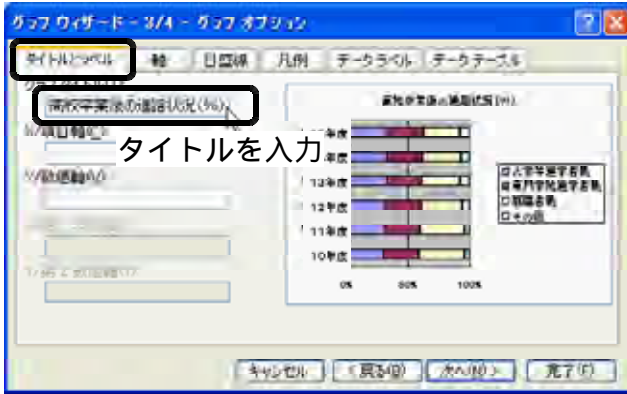 グラフ ウィザード - 3/4 - グラフ オプション
タイトルとラベル 軸 目盛線 凡例 データラベル データテーブル
高校卒業後の進路状況(%)
タイトルを入力
高校卒業後の進路状況(%)
年度
年度
13年度
12年度
11年度
10年度
0% 50% 100%
大学等進学者数
専門学校進学者数
就職者数
その他
キャンセル < 戻る(B) 次へ(N) > 完了(F)